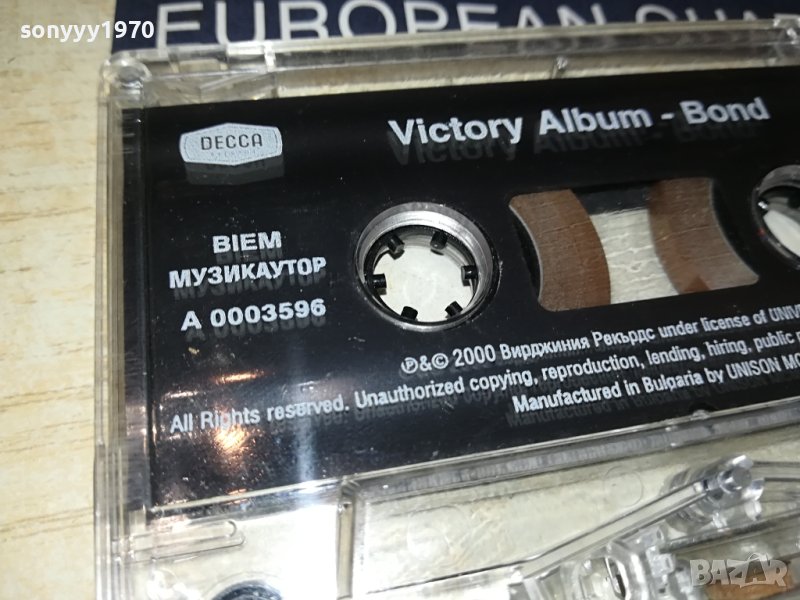 sonyyy1970
EUROPEAN
DECCA
Victory Album - Bond
BIEM
МУЗИКАУТОР
A 0003596
℗&© 2000 Вирджиния Рекърдс under license of
All Rights reserved. Unauthorized copying, reproduction, lending, hiring, public
Manufactured in Bulgaria by UNISON
BAZAR